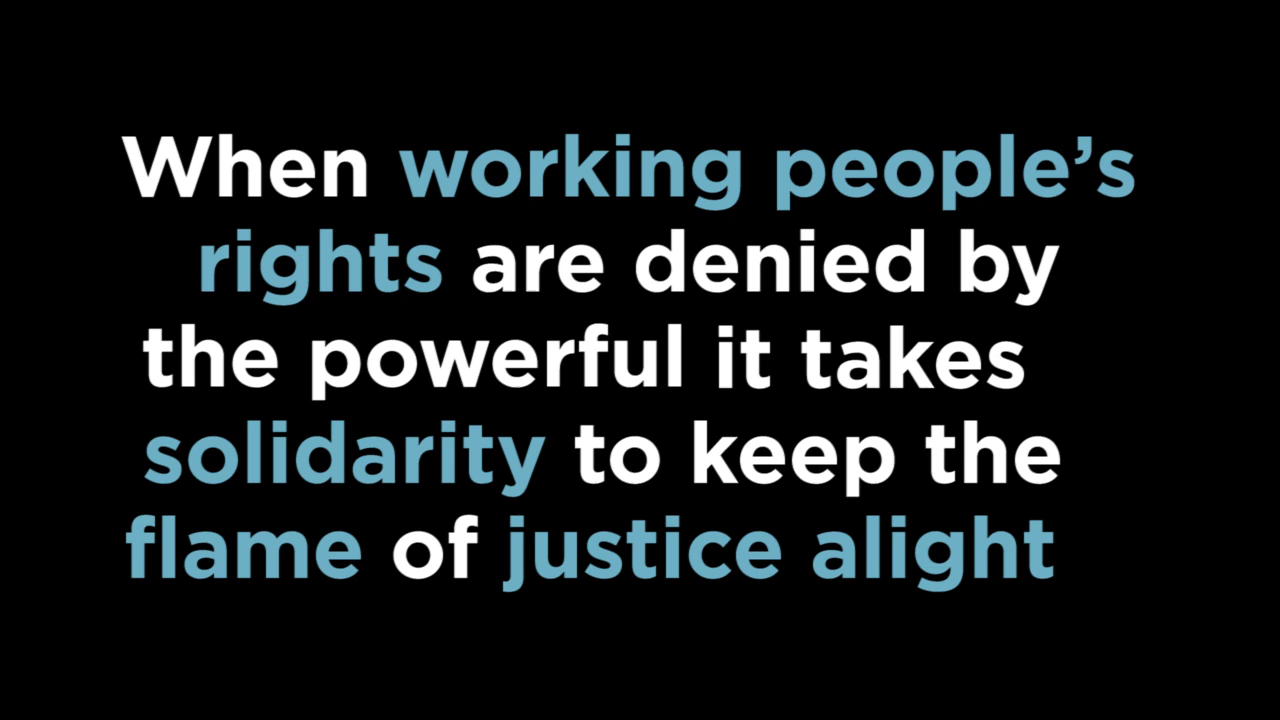 When working people’s
rights are denied by
the powerful it takes
solidarity to keep the
flame of justice alight